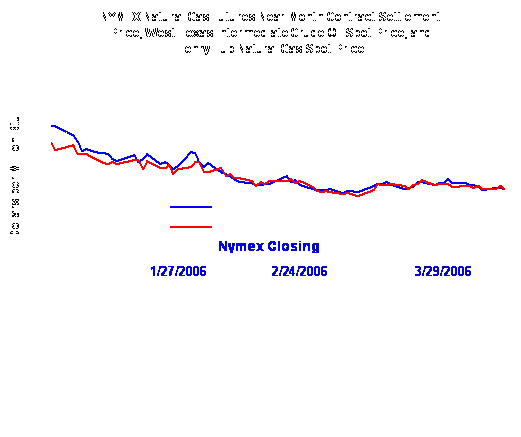 NYMEX Natural Gas Futures Near Month Contract Settlement
Price, West Texas Intermediate Crude Oil Spot Price, and
Henry Hub Natural Gas Spot Price
Nymex Closing
1/27/2006 2/24/2006 3/29/2006